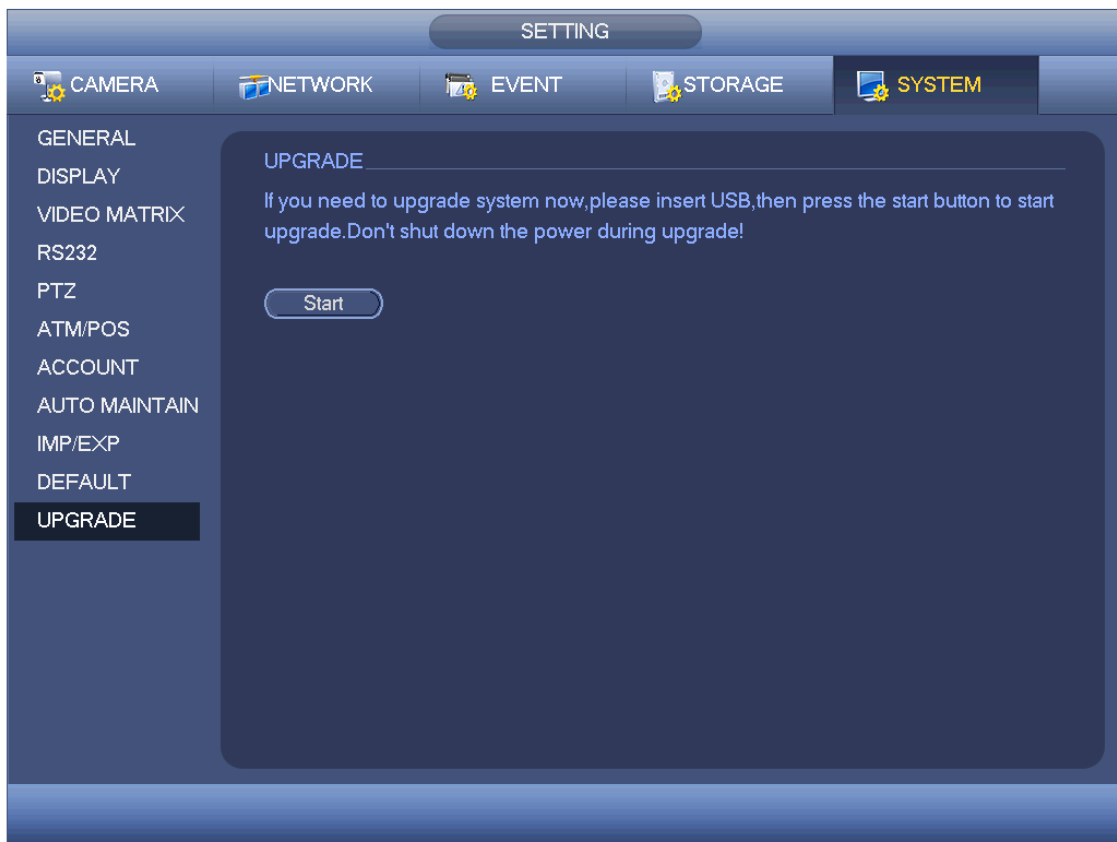 SETTING
CAMERA
NETWORK
EVENT
STORAGE
SYSTEM
GENERAL
DISPLAY
VIDEO MATRIX
RS232
PTZ
ATM/POS
ACCOUNT
AUTO MAINTAIN
IMP/EXP
DEFAULT
UPGRADE
UPGRADE
If you need to upgrade system now,please insert USB,then press the start button to start
upgrade.Don't shut down the power during upgrade!
Start